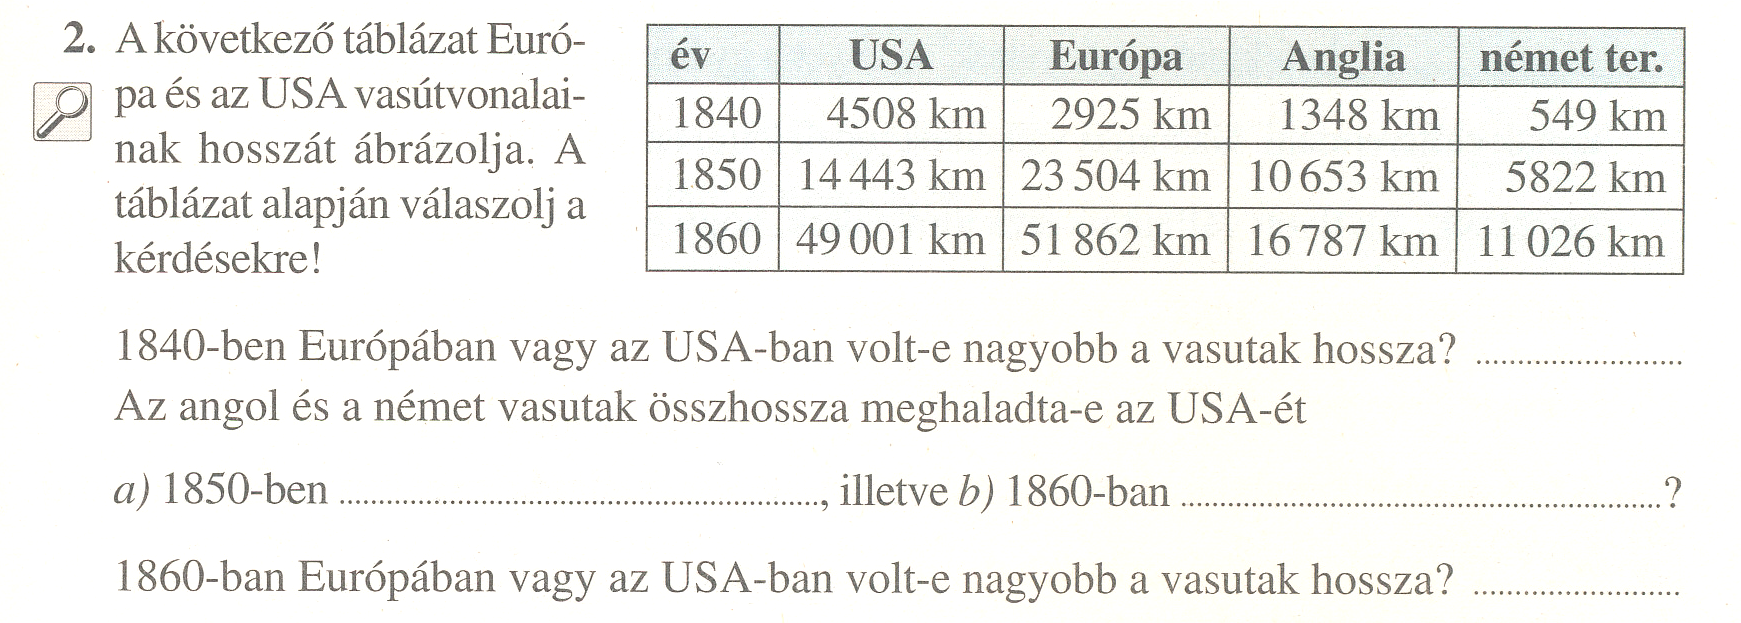 2. A következő táblázat Euró-
pa és az USA vasútvonalai-
nak hosszát ábrázolja. A
táblázat alapján válaszolj a
kérdésekre!
év USA Európa Anglia német ter.
1840 4508 km 2925 km 1348 km 549 km
1850 14 443 km 23 504 km 10 653 km 5822 km
1860 49 001 km 51 862 km 16 787 km 11 026 km
1840-ben Európában vagy az USA-ban volt-e nagyobb a vasutak hossza? ........................
Az angol és a német vasutak összhossza meghaladta-e az USA-ét
a) 1850-ben ........................................................, illetve b) 1860-ban ........................................................?
1860-ban Európában vagy az USA-ban volt-e nagyobb a vasutak hossza? ........................